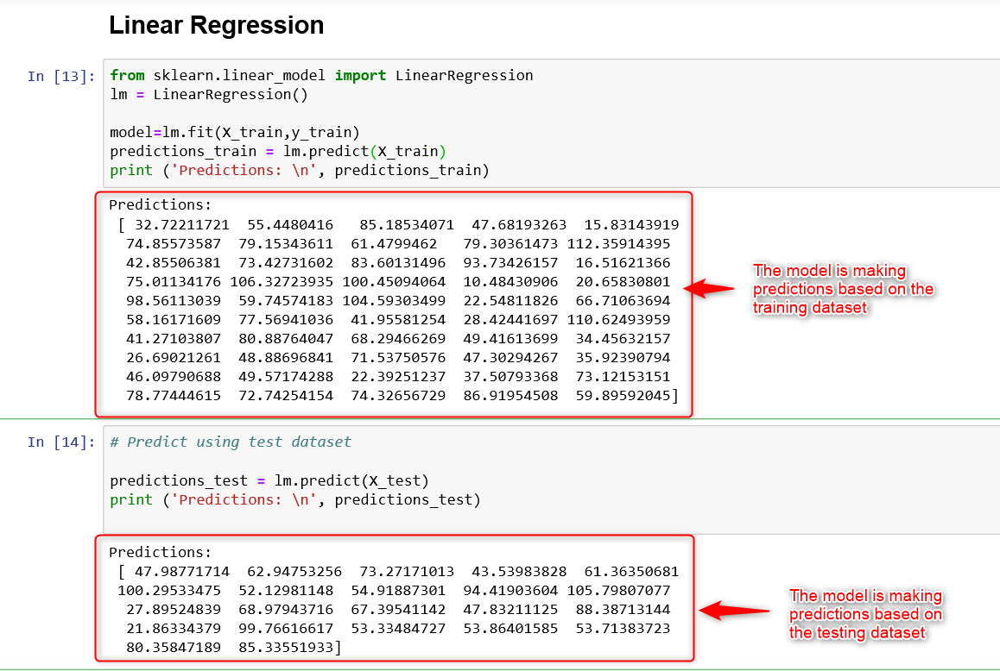 Linear Regression
In [13]: from sklearn.linear_model import LinearRegression
lm = LinearRegression()
model=lm.fit(X_train,y_train)
predictions_train = lm.predict(X_train)
print ('Predictions: \n', predictions_train)
Predictions:
[ 32.72211721 55.4480416 85.18534071 47.68193263 15.83143919
74.85573587 79.15343611 61.4799462 79.30361473 112.35914395
42.85506381 73.42731602 83.60131496 93.73426157 16.51621366
75.01134176 106.32723935 100.45094064 10.48430906 20.65830801
98.56113039 59.74574183 104.59303499 22.54811826 66.71063694
58.16171609 77.56941036 41.95581254 28.42441697 110.62493959
41.27103807 80.88764047 68.29466269 49.41613699 34.45632157
26.69021261 48.88696841 71.53750576 47.30294267 35.92390794
46.09790688 49.57174288 22.39251237 37.50793368 73.12153151
78.77444615 72.74254154 74.32656729 86.91954508 59.89592045]
The model is making
predictions based on the
training dataset
In [14]: # Predict using test dataset
predictions_test = lm.predict(X_test)
print ('Predictions: \n', predictions_test)
Predictions:
[ 47.98771714 62.94753256 73.27171013 43.53983828 61.36350681
100.29533475 52.12981148 54.91887301 94.41903604 105.79807077
27.89524839 68.97943716 67.39541142 47.83211125 88.38713144
21.86334379 99.76616617 53.33484727 53.86401585 53.71383723
80.35847189 85.33551933]
The model is making
predictions based on
the testing dataset